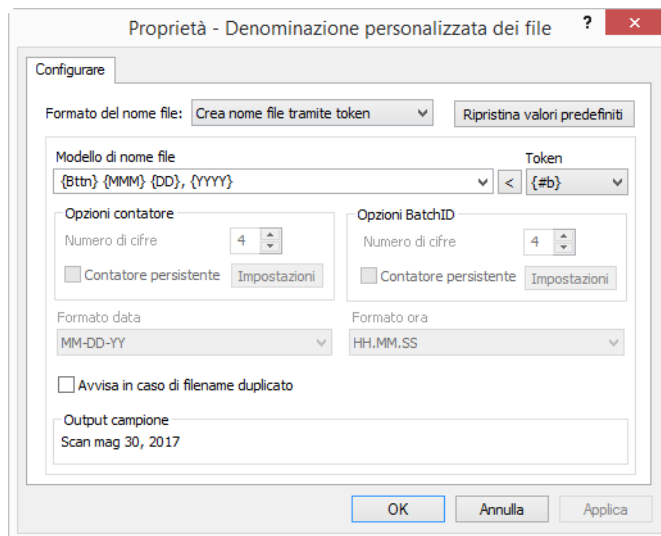 Proprietà - Denominazione personalizzata dei file ? ×
Configurare
Formato del nome file: Crea nome file tramite token Ripristina valori predefiniti
Modello di nome file Token
{Bttn} {MMM} {DD}, {YYYY} < {#b}
Opzioni contatore Opzioni BatchID
Numero di cifre 4 Numero di cifre 4
Contatore persistente Impostazioni Contatore persistente Impostazioni
Formato data Formato ora
MM-DD-YY HH.MM.SS
Avvisa in caso di filename duplicato
Output campione
Scan mag 30, 2017
OK Annulla Applica